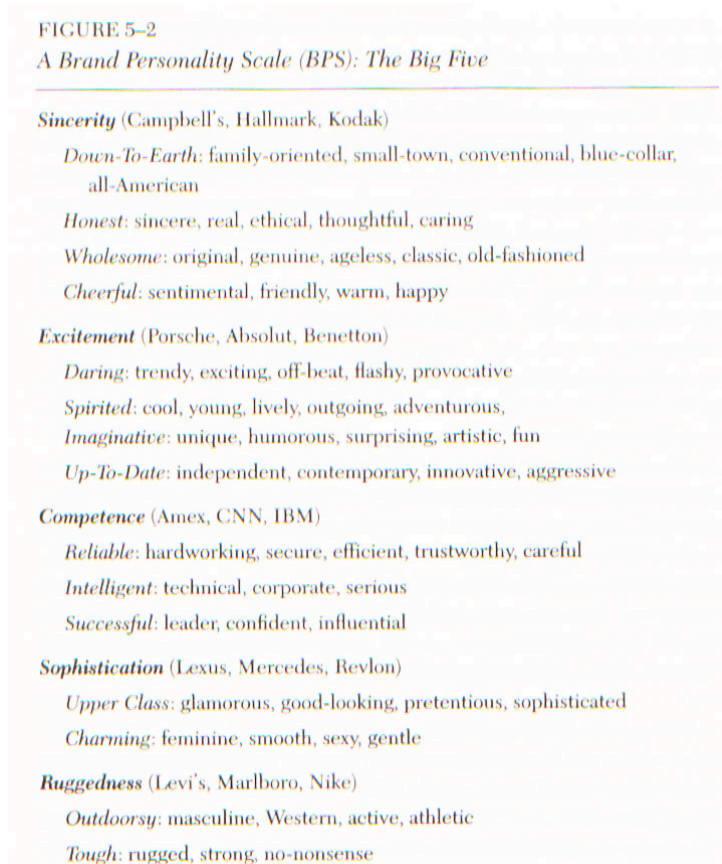 FIGURE 5–2
A Brand Personality Scale (BPS): The Big Five
Sincerity (Campbell's, Hallmark, Kodak)
Down-To-Earth: family-oriented, small-town, conventional, blue-collar,
all-American
Honest: sincere, real, ethical, thoughtful, caring
Wholesome: original, genuine, ageless, classic, old-fashioned
Cheerful: sentimental, friendly, warm, happy
Excitement (Porsche, Absolut, Benetton)
Daring: trendy, exciting, off-beat, flashy, provocative
Spirited: cool, young, lively, outgoing, adventurous,
Imaginative: unique, humorous, surprising, artistic, fun
Up-To-Date: independent, contemporary, innovative, aggressive
Competence (Amex, CNN, IBM)
Reliable: hardworking, secure, efficient, trustworthy, careful
Intelligent: technical, corporate, serious
Successful: leader, confident, influential
Sophistication (Lexus, Mercedes, Revlon)
Upper Class: glamorous, good-looking, pretentious, sophisticated
Charming: feminine, smooth, sexy, gentle
Ruggedness (Levi's, Marlboro, Nike)
Outdoorsy: masculine, Western, active, athletic
Tough: rugged, strong, no-nonsense